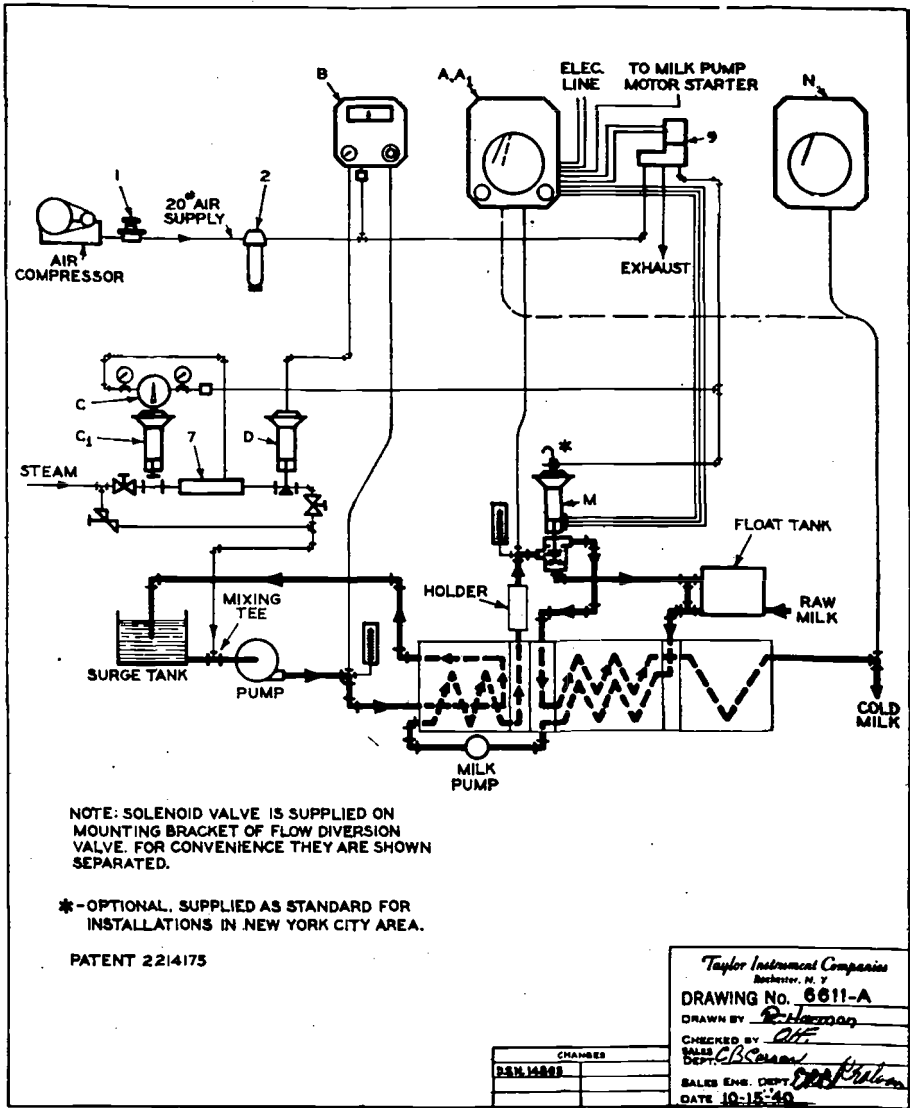 B
A,A1
ELEC.
LINE
TO MILK PUMP
MOTOR STARTER
N
9
1
20# AIR
SUPPLY
2
AIR
COMPRESSOR
EXHAUST
C
C1
7
D
*
STEAM
M
FLOAT TANK
HOLDER
MIXING
TEE
RAW
MILK
SURGE TANK
PUMP
COLD
MILK
MILK
PUMP
NOTE: SOLENOID VALVE IS SUPPLIED ON
MOUNTING BRACKET OF FLOW DIVERSION
VALVE. FOR CONVENIENCE THEY ARE SHOWN
SEPARATED.
*-OPTIONAL, SUPPLIED AS STANDARD FOR
INSTALLATIONS IN NEW YORK CITY AREA.
PATENT 2214175
Taylor Instrument Companies
Rochester, N. Y
DRAWING No. 6611-A
DRAWN BY R. Harmon
CHECKED BY
SALES DEPT.
SALES ENG. DEPT.
DATE 10-15-40
CHANGES